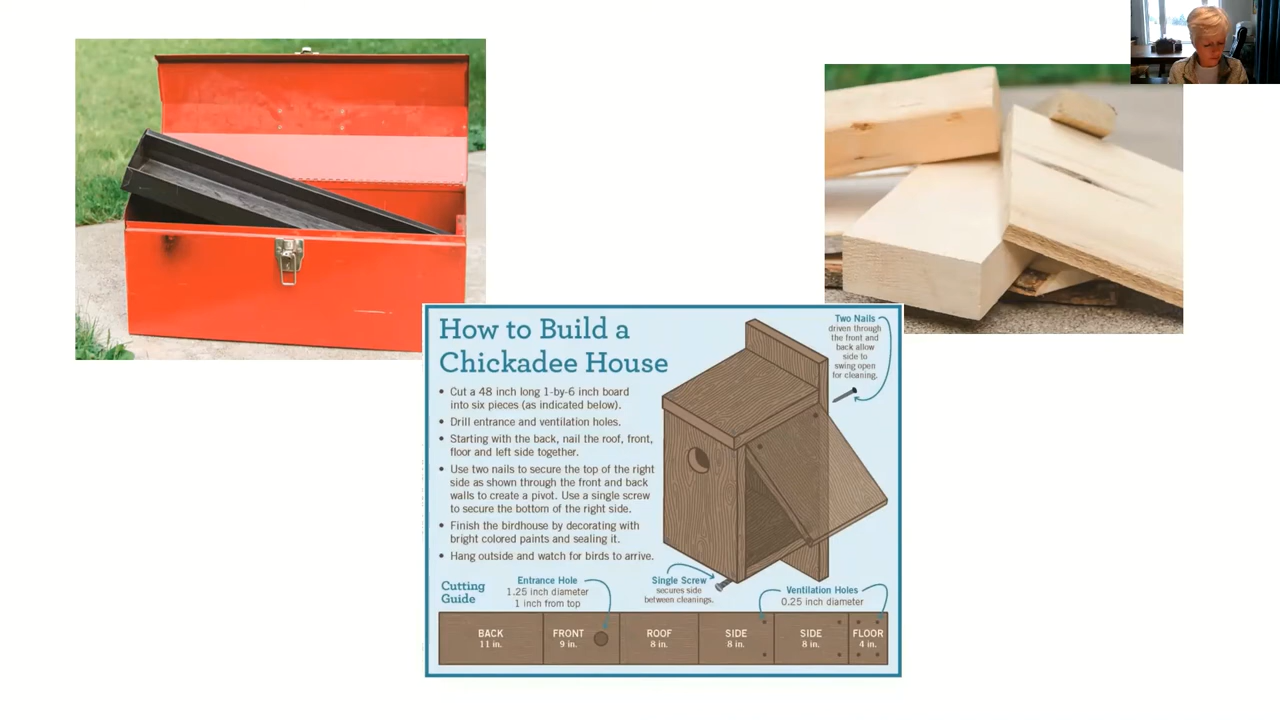 How to Build a
Chickadee House
• Cut a 48 inch long 1-by-6 inch board
into six pieces (as indicated below).
• Drill entrance and ventilation holes.
• Starting with the back, nail the roof, front,
floor and left side together.
• Use two nails to secure the top of the right
side as shown through the front and back
walls to create a pivot. Use a single screw
to secure the bottom of the right side.
• Finish the birdhouse by decorating with
bright colored paints and sealing it.
• Hang outside and watch for birds to arrive.
Two Nails
driven through
the front and
back allow
side to
swing open
for cleaning.
Cutting
Guide
Entrance Hole
1.25 inch diameter
1 inch from top
Single Screw
secures side
between cleanings.
Ventilation Holes
0.25 inch diameter
BACK
11 in.
FRONT
9 in.
ROOF
8 in.
SIDE
8 in.
SIDE
8 in.
FLOOR
4 in.